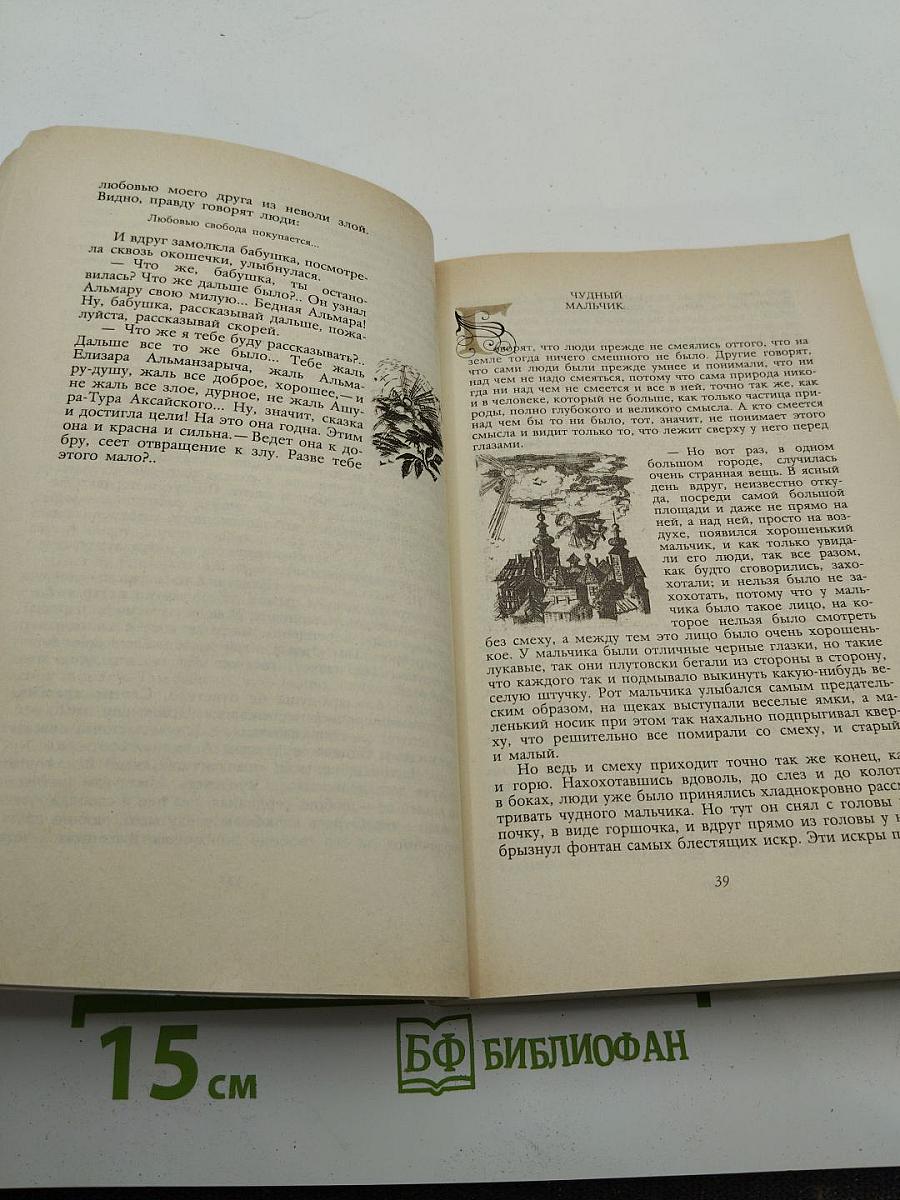 любовью моего друга из неволи злой.
Видно, правду говорят люди:
Любовью свобода покупается...
И вдруг замолкла бабушка, посмотре-
ла сквозь окошечки, улыбнулася.
— Что же, бабушка, ты остано-
вилась? Что же дальше было?.. Он узнал
Альмару свою милую... Бедная Альмара!
Ну, бабушка, рассказывай дальше, пожа-
луйста, рассказывай скорей.
— Что же я тебе буду рассказывать?..
Дальше все то же было... Тебе жаль
Елизара Альманзарыча, жаль Альма-
ру-душу, жаль все доброе, хорошее,— и
не жаль все злое, дурное, не жаль Ашу-
ра-Тура Аксайского... Ну, значит, сказка
и достигла цели! На это она годна. Этим
она и красна и сильна.— Ведет она к до-
бру, сеет отвращение к злу. Разве тебе
этого мало?..
ЧУДНЫЙ
МАЛЬЧИК
Говорят, что люди прежде не смеялись оттого, что на
земле тогда ничего смешного не было. Другие говорят,
что сами люди были прежде умнее и понимали, что ни
над чем не надо смеяться, потому что сама природа нико-
гда ни над чем не смеется и все в ней, точно так же, как
и в человеке, который не больше, как только частица при-
роды, полно глубокого и великого смысла. А кто смеется
над чем бы то ни было, тот, значит, не понимает этого
смысла и видит только то, что лежит сверху у него перед
глазами.
— Но вот раз, в одном
большом городе, случилась
очень странная вещь. В ясный
день вдруг, неизвестно отку-
да, посреди самой большой
площади и даже не прямо на
ней, а над ней, просто на воз-
духе, появился хорошенький
мальчик, и как только увида-
ли его люди, так все разом,
как будто сговорились, захо-
хотали; и нельзя было не за-
хохотать, потому что у маль-
чика было такое лицо, на ко-
торое нельзя было смотреть
без смеху, а между тем это лицо было очень хорошень-
кое. У мальчика были отличные черные глазки, но такие
лукавые, так они плутовски бегали из стороны в сторону,
что каждого так и подмывало выкинуть какую-нибудь ве-
селую штучку. Рот мальчика улыбался самым предатель-
ским образом, на щеках выступали веселые ямки, а ма-
ленький носик при этом так нахально подпрыгивал квер-
ху, что решительно все помирали со смеху, и старый
и малый.
Но ведь и смеху приходит точно так же конец, ка
и горю. Нахохотавшись вдоволь, до слез и до колот
в боках, люди уже было принялись хладнокровно рассм
тривать чудного мальчика. Но тут он снял с головы
почку, в виде горшочка, и вдруг прямо из головы у н
брызнул фонтан самых блестящих искр. Эти искры п
39
15 см
БФ БИБЛИОФАН